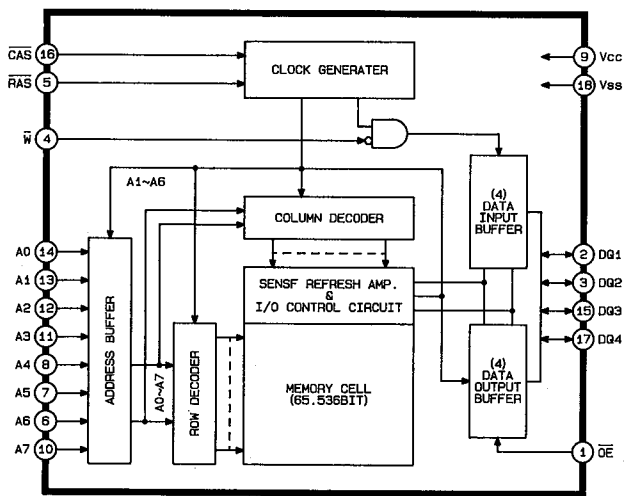 CAS 16
RAS 5
W 4
CLOCK GENERATER
9 Vcc
18 Vss
A1~A6
COLUMN DECODER
(4)
DATA
INPUT
BUFFER
A0 14
A1 13
A2 12
A3 11
A4 8
A5 7
A6 6
A7 10
ADDRESS BUFFER
A0~A7
ROW DECODER
SENSF REFRESH AMP.
&
I/O CONTROL CIRCUIT
MEMORY CELL
(65.536BIT)
2 DQ1
3 DQ2
15 DQ3
17 DQ4
(4)
DATA
OUTPUT
BUFFER
1 OE